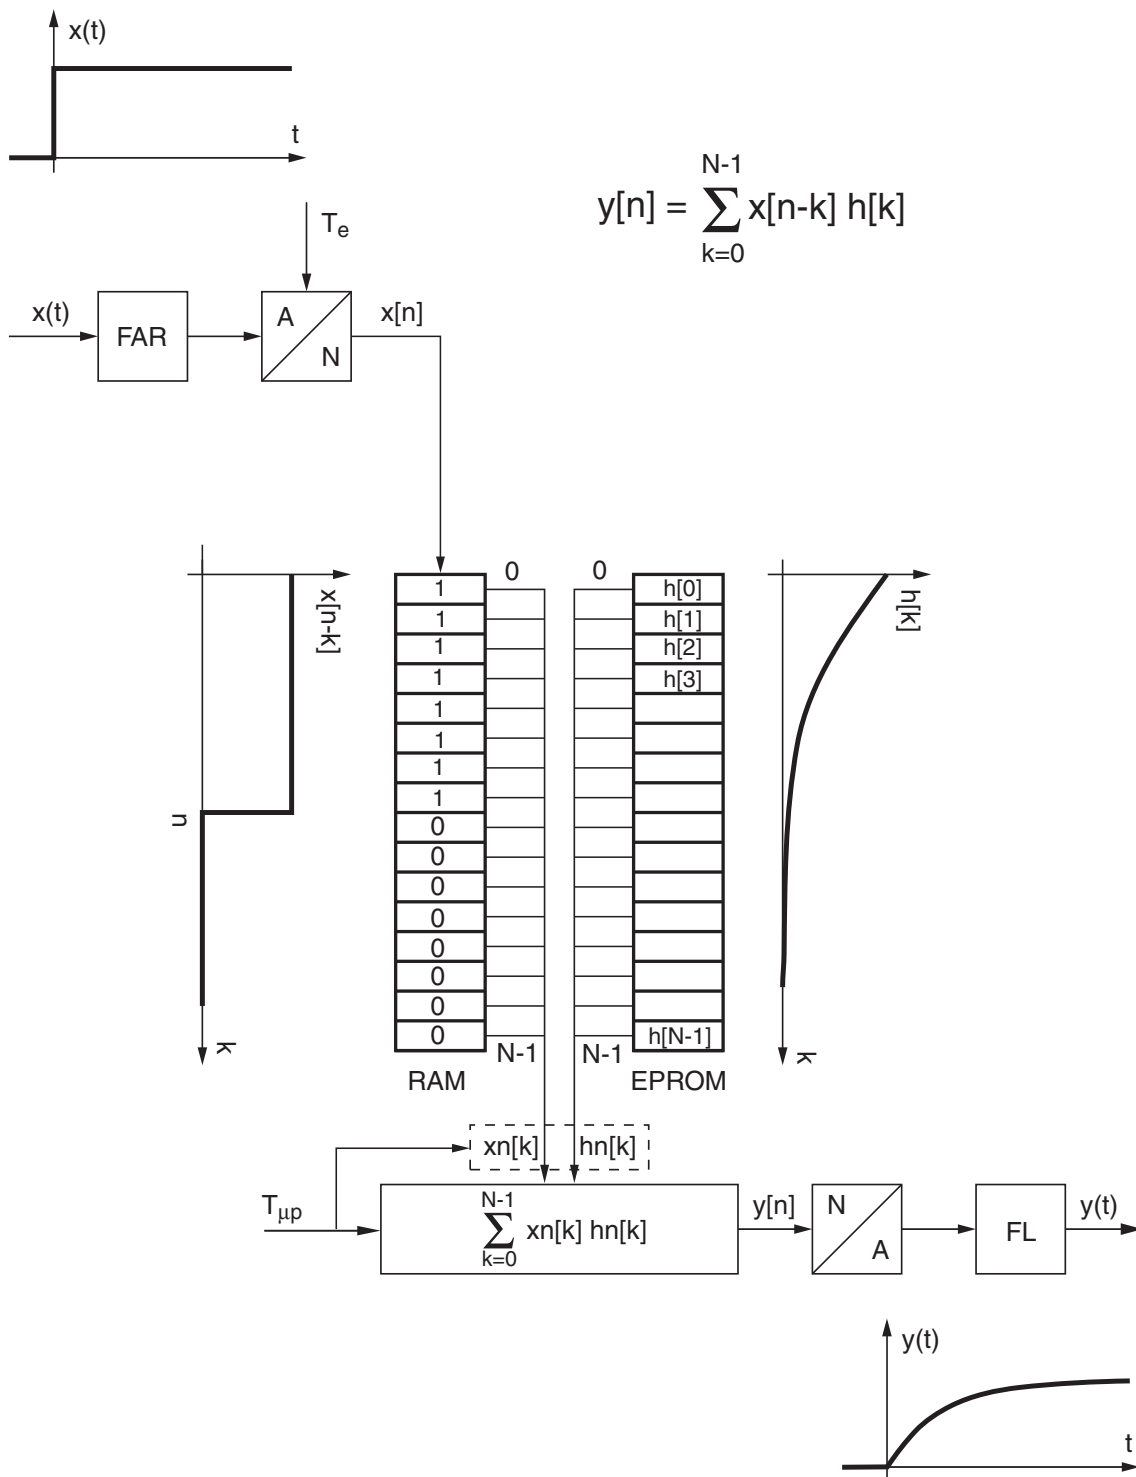 x(t)
t
y[n] = N-1 ∑ k=0 x[n-k] h[k]
T_e
x(t)
FAR
A
N
x[n]
x[n-k]
n
k
0
0
1
1
1
1
1
1
1
1
0
0
0
0
0
0
0
0
h[0]
h[1]
h[2]
h[3]
h[N-1]
h[k]
k
N-1
N-1
RAM
EPROM
xn[k]
hn[k]
T_μp
N-1 ∑ k=0 xn[k] hn[k]
y[n]
N
A
FL
y(t)
y(t)
t